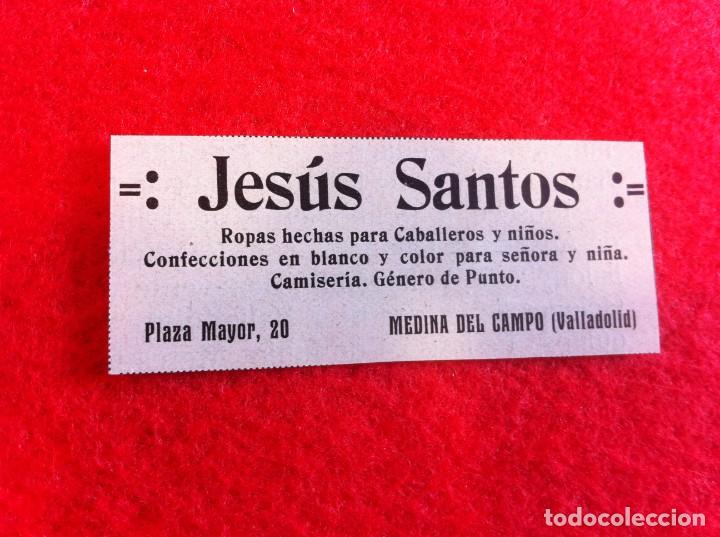 =: Jesús Santos :=
Ropas hechas para Caballeros y niños.
Confecciones en blanco y color para señora y niña.
Camisería. Género de Punto.
Plaza Mayor, 20 MEDINA DEL CAMPO (Valladolid)
todocoleccion